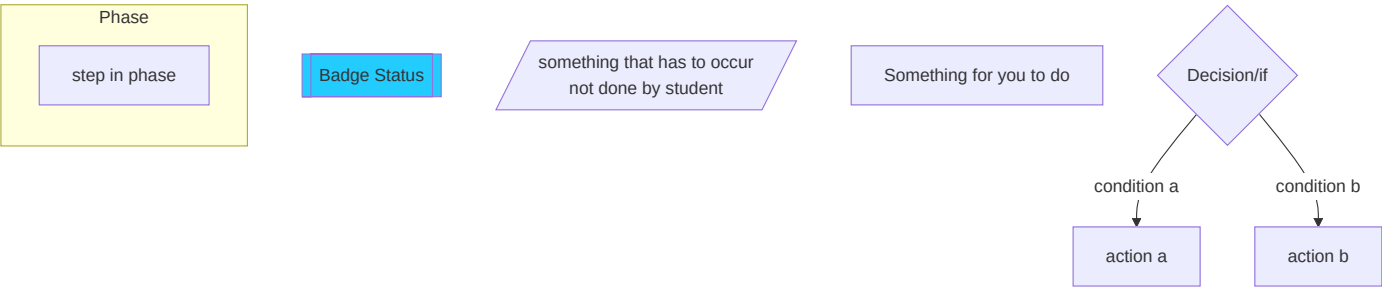 Phase
step in phase
Badge Status
something that has to occur
not done by student
Something for you to do
Decision/if
condition a
condition b
action a
action b